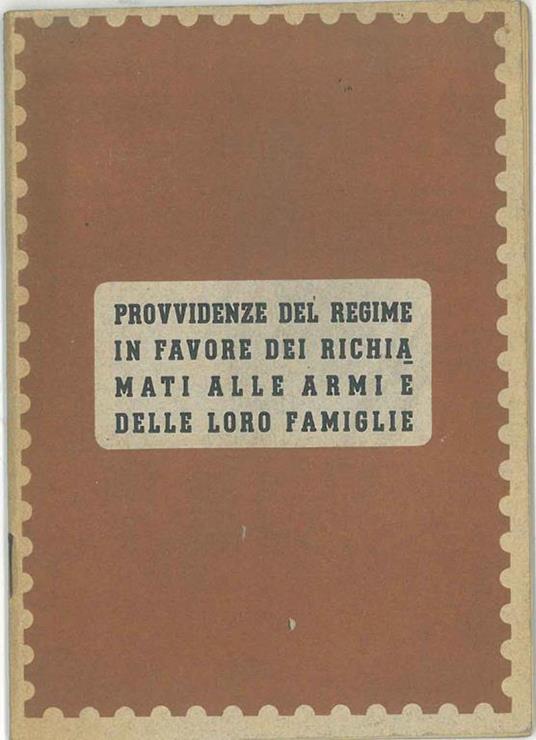 PROVVIDENZE DEL REGIME
IN FAVORE DEI RICHIA
MATI ALLE ARMI E
DELLE LORO FAMIGLIE